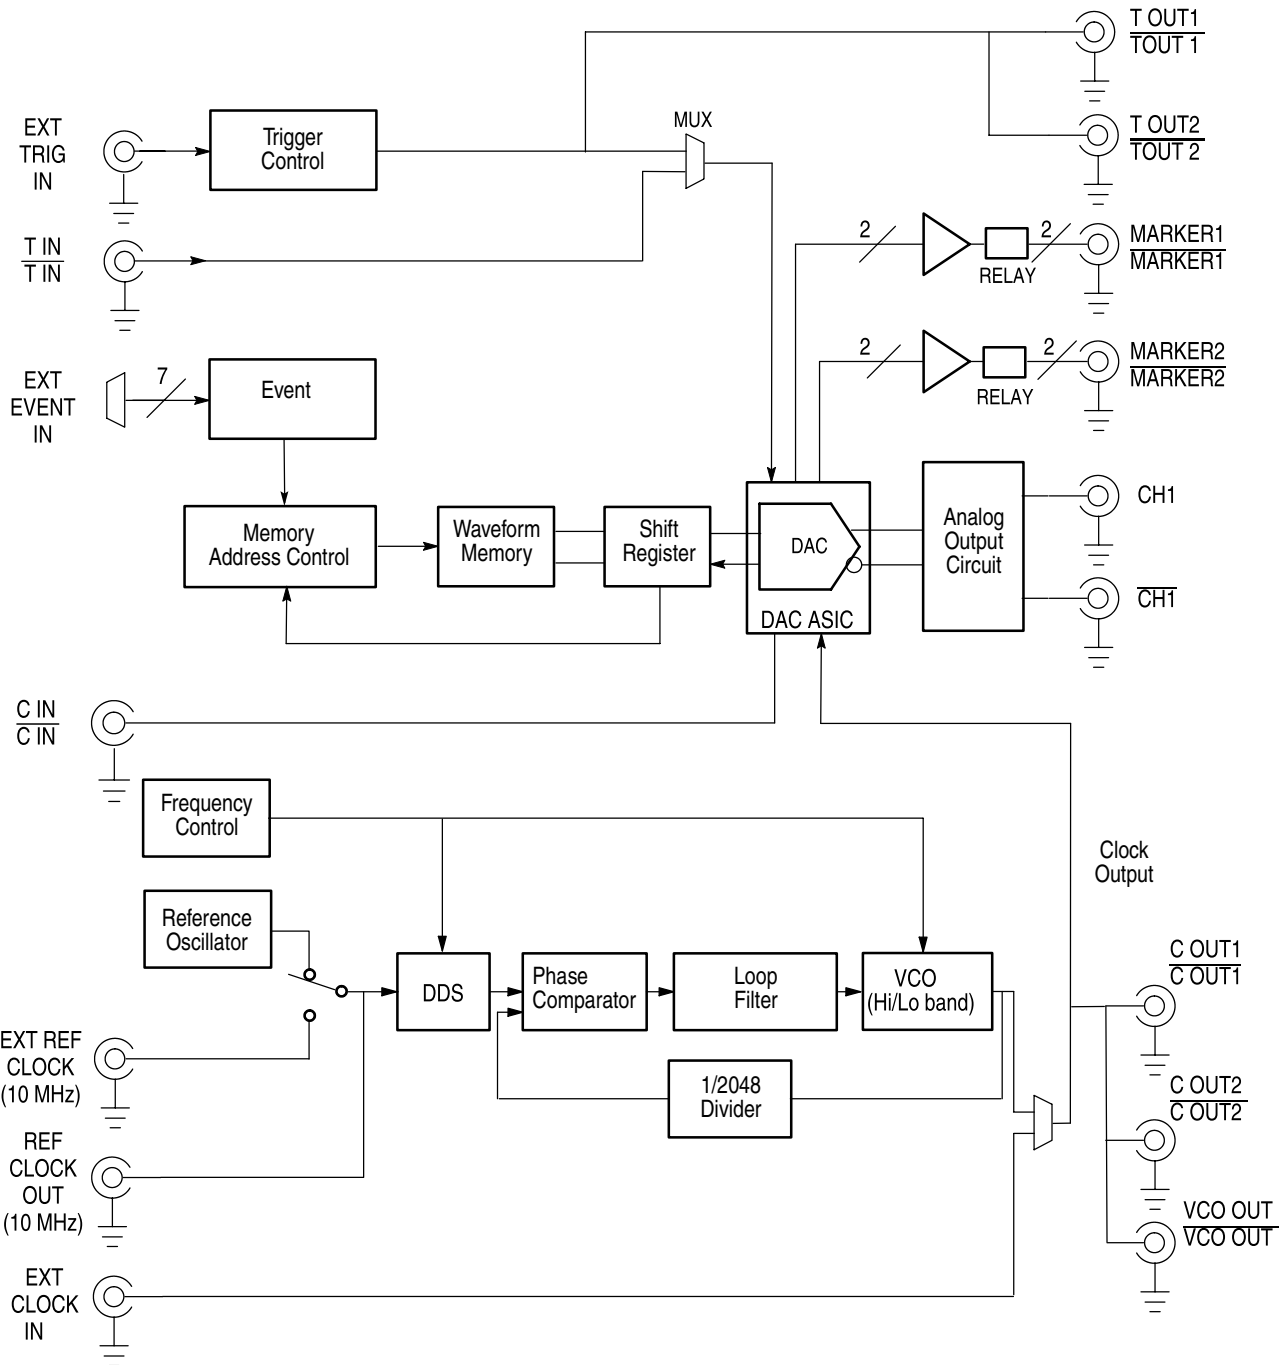 T OUT1
TOUT 1
EXT
TRIG
IN
Trigger
Control
MUX
T OUT2
TOUT 2
T IN
T IN
2
2
MARKER1
MARKER1
RELAY
EXT
EVENT
IN
7
Event
2
2
MARKER2
MARKER2
RELAY
Memory
Address Control
Waveform
Memory
Shift
Register
DAC
DAC ASIC
Analog
Output
Circuit
CH1
CH1
C IN
C IN
Frequency
Control
Clock
Output
Reference
Oscillator
DDS
Phase
Comparator
Loop
Filter
VCO
(Hi/Lo band)
C OUT1
C OUT1
EXT REF
CLOCK
(10 MHz)
1/2048
Divider
C OUT2
C OUT2
REF
CLOCK
OUT
(10 MHz)
VCO OUT
VCO OUT
EXT
CLOCK
IN